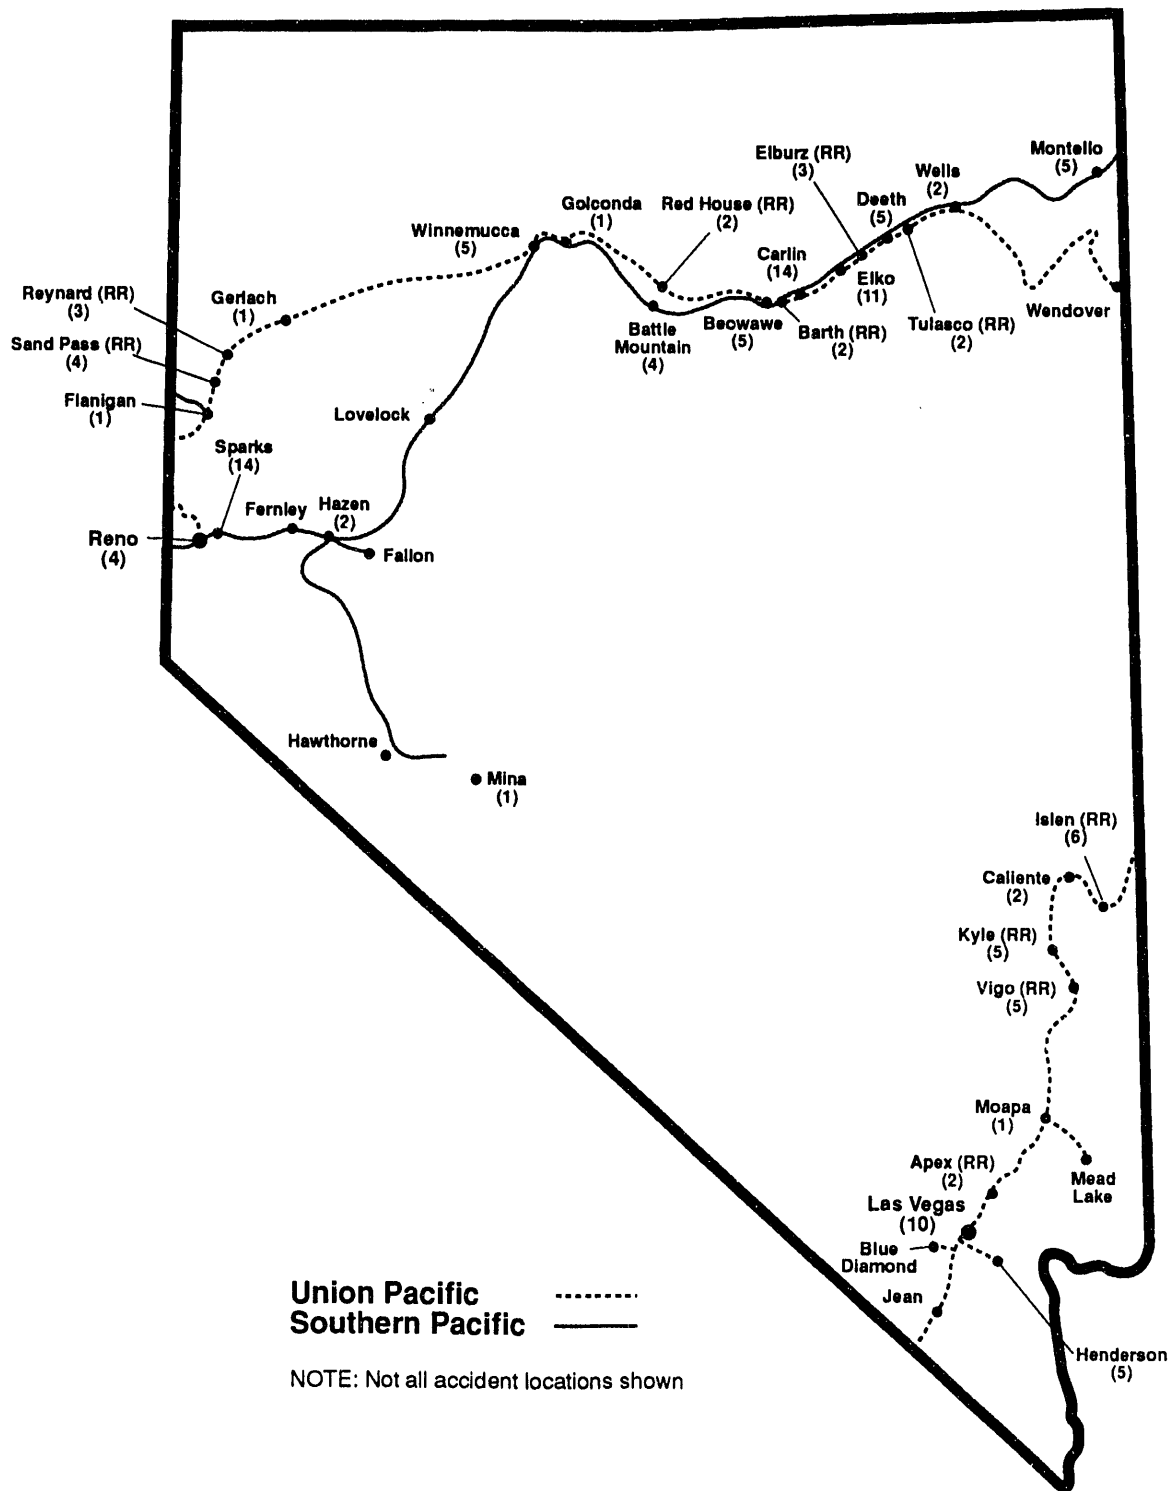 Montello
(5)
Elburz (RR)
(3)
Wells
(2)
Deeth
(5)
Golconda
(1)
Red House (RR)
(2)
Winnemucca
(5)
Carlin
(14)
Elko
(11)
Reynard (RR)
(3)
Gerlach
(1)
Wendover
Sand Pass (RR)
(4)
Battle
Mountain
(4)
Beowawe
(5)
Barth (RR)
(2)
Tulasco (RR)
(2)
Flanigan
(1)
Lovelock
Sparks
(14)
Fernley
Hazen
(2)
Reno
(4)
Fallon
Hawthorne
Mina
(1)
Islen (RR)
(6)
Caliente
(2)
Kyle (RR)
(5)
Vigo (RR)
(5)
Moapa
(1)
Apex (RR)
(2)
Mead
Lake
Las Vegas
(10)
Blue
Diamond
Jean
Henderson
(5)
Union Pacific
Southern Pacific
NOTE: Not all accident locations shown